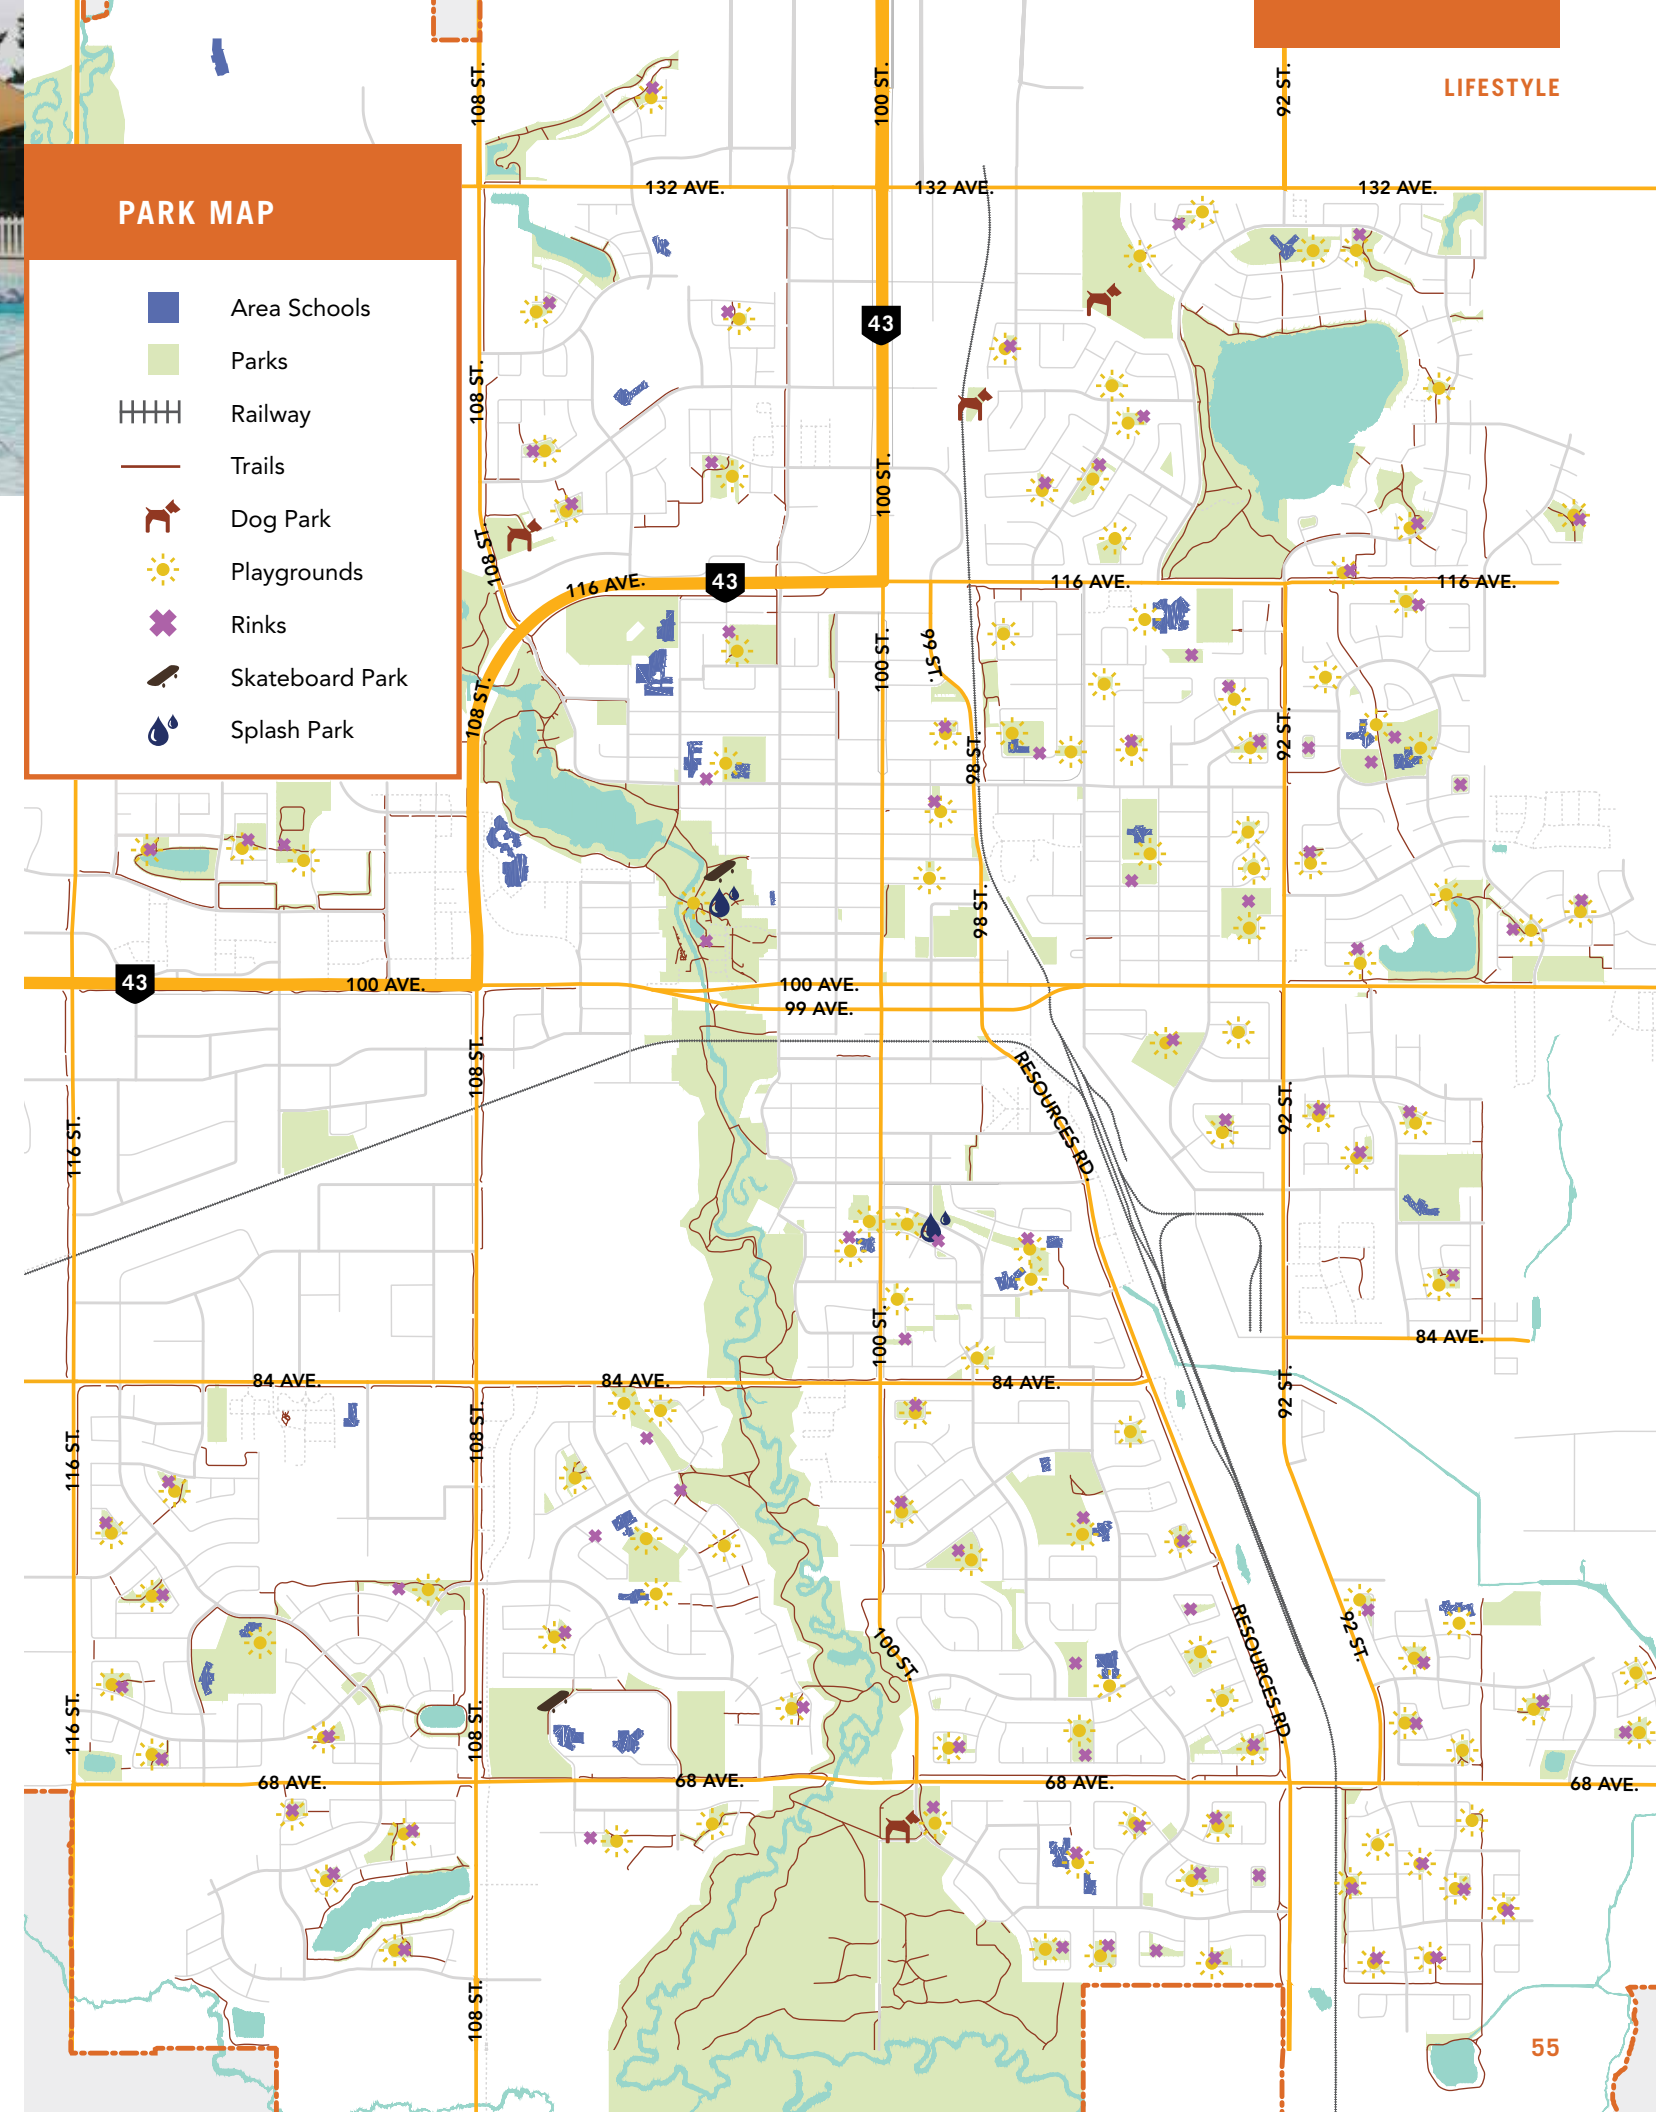 LIFESTYLE
PARK MAP
Area Schools
Parks
Railway
Trails
Dog Park
Playgrounds
Rinks
Skateboard Park
Splash Park
108 ST.
100 ST.
92 ST.
132 AVE.
132 AVE.
132 AVE.
43
108 ST.
100 ST.
108 ST.
116 AVE.
43
116 AVE.
116 AVE.
100 ST.
99 ST.
108 ST.
98 ST.
92 ST.
98 ST.
43
100 AVE.
100 AVE.
99 AVE.
108 ST.
RESOURCES RD.
92 ST.
116 ST.
100 ST.
84 AVE.
84 AVE.
84 AVE.
84 AVE.
92 ST.
116 ST.
108 ST.
100 ST.
RESOURCES RD.
92 ST.
116 ST.
108 ST.
68 AVE.
68 AVE.
68 AVE.
68 AVE.
108 ST.
55